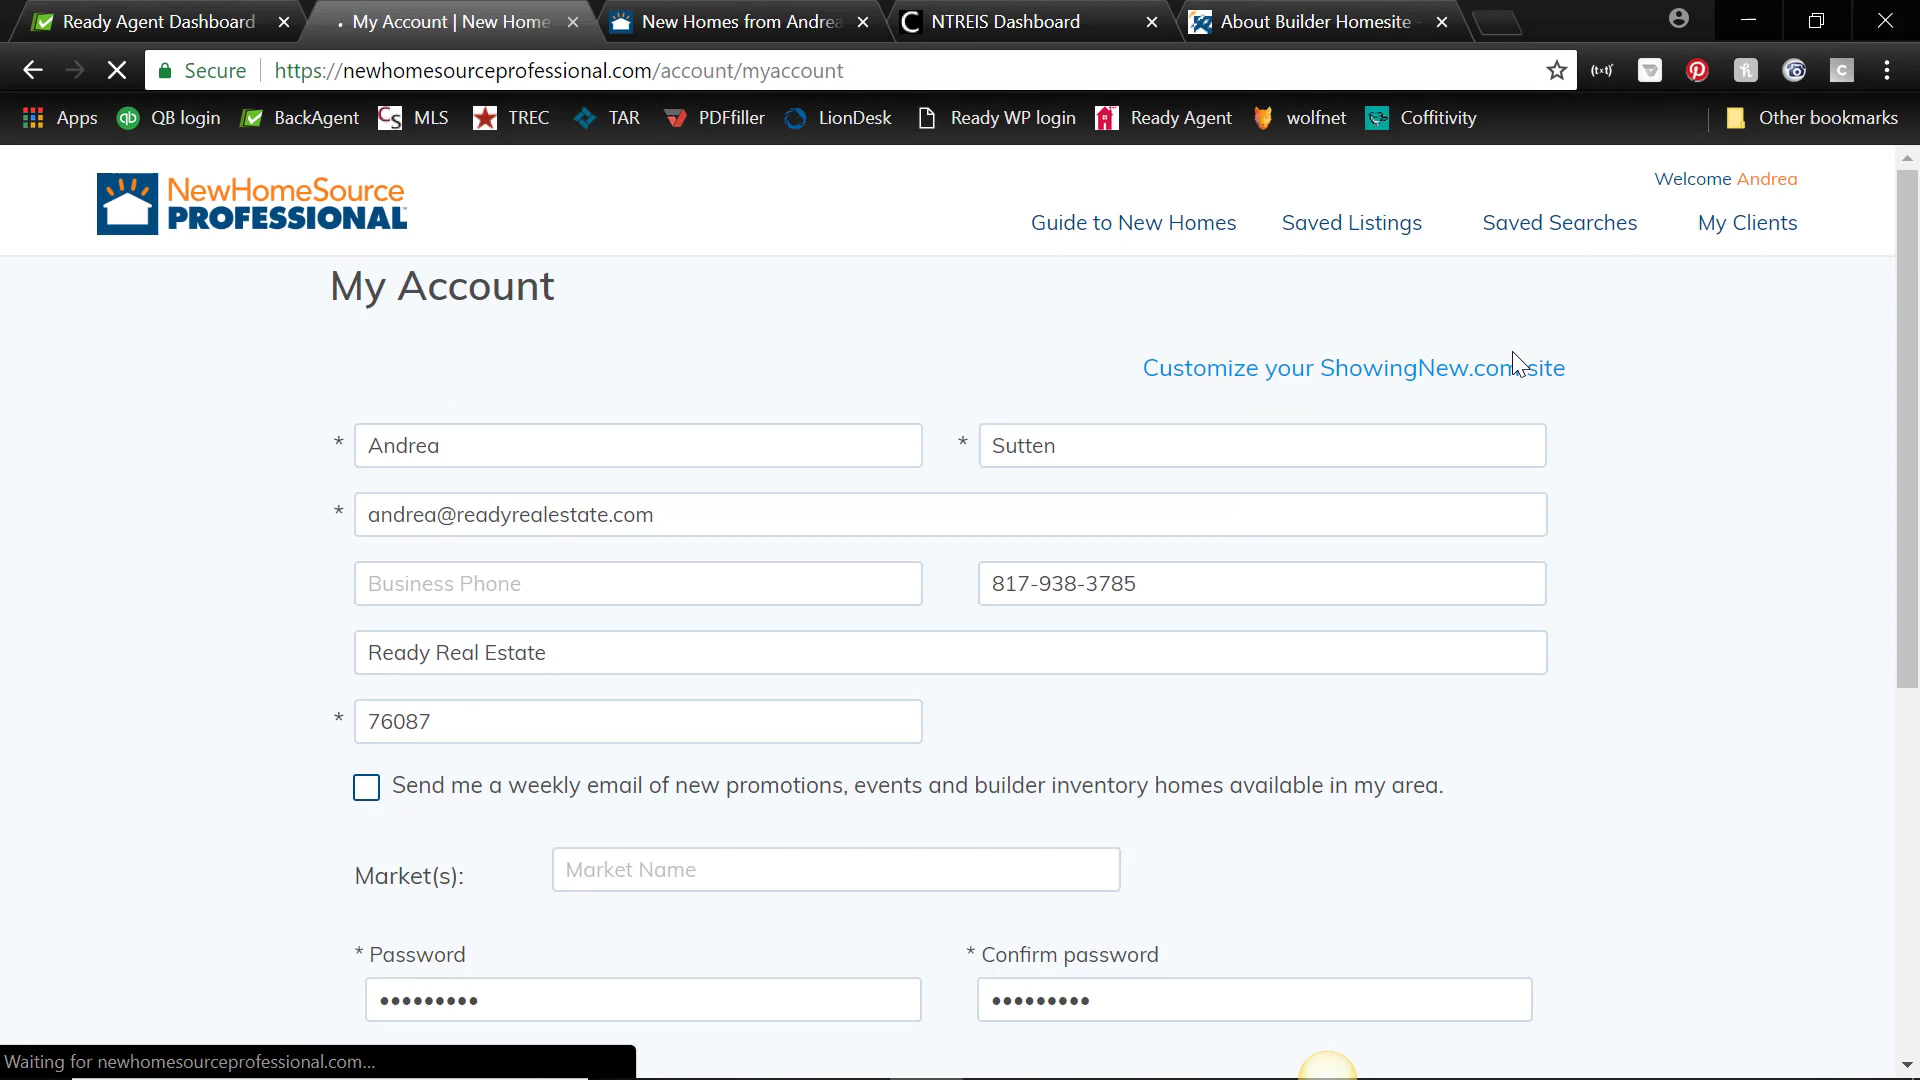 Ready Agent Dashboard
My Account | New Home
New Homes from Andrea
NTREIS Dashboard
About Builder Homesite -
Secure
https://newhomesourceprofessional.com/account/myaccount
Apps
QB login
BackAgent
MLS
TREC
TAR
PDFfiller
LionDesk
Ready WP login
Ready Agent
wolfnet
Coffitivity
Other bookmarks
NewHomeSource
PROFESSIONAL
Welcome Andrea
Guide to New Homes
Saved Listings
Saved Searches
My Clients
My Account
Customize your ShowingNew.com site
* Andrea
* Sutten
* andrea@readyrealestate.com
Business Phone
817-938-3785
Ready Real Estate
* 76087
Send me a weekly email of new promotions, events and builder inventory homes available in my area.
Market(s):
Market Name
* Password
* Confirm password
•••••••••
•••••••••
Waiting for newhomesourceprofessional.com...